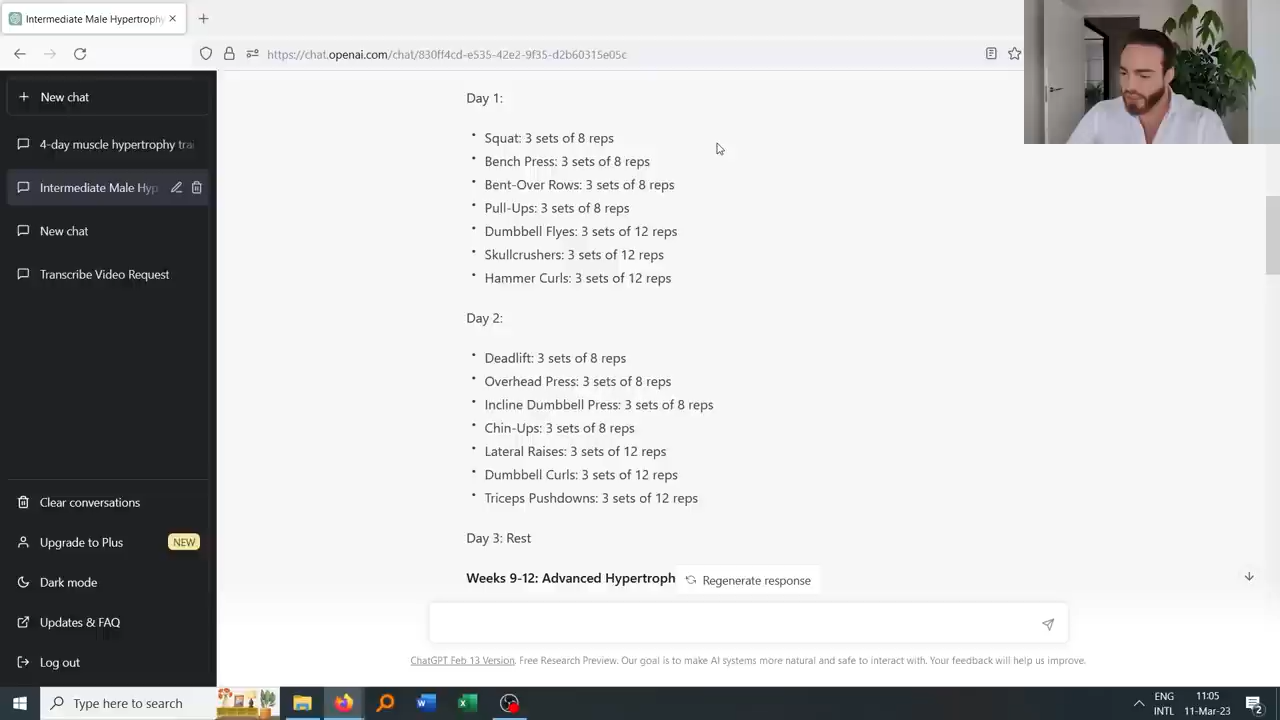 Intermediate Male Hypertrophy
https://chat.openai.com/chat/830ff4cd-e535-42e2-9f35-d2b60315e05c
New chat
4-day muscle hypertrophy trai
Intermediate Male Hyp
New chat
Transcribe Video Request
Clear conversations
Upgrade to Plus NEW
Dark mode
Updates & FAQ
Log out
Day 1:
Squat: 3 sets of 8 reps
Bench Press: 3 sets of 8 reps
Bent-Over Rows: 3 sets of 8 reps
Pull-Ups: 3 sets of 8 reps
Dumbbell Flyes: 3 sets of 12 reps
Skullcrushers: 3 sets of 12 reps
Hammer Curls: 3 sets of 12 reps
Day 2:
Deadlift: 3 sets of 8 reps
Overhead Press: 3 sets of 8 reps
Incline Dumbbell Press: 3 sets of 8 reps
Chin-Ups: 3 sets of 8 reps
Lateral Raises: 3 sets of 12 reps
Dumbbell Curls: 3 sets of 12 reps
Triceps Pushdowns: 3 sets of 12 reps
Day 3: Rest
Weeks 9-12: Advanced Hypertroph
Regenerate response
ChatGPT Feb 13 Version. Free Research Preview. Our goal is to make AI systems more natural and safe to interact with. Your feedback will help us improve.
Type here to search
ENG
INTL
11:05
11-Mar-23
2